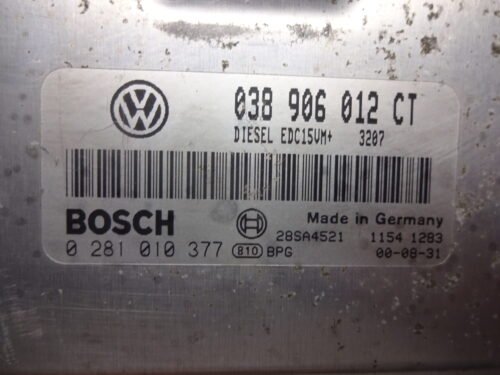 038 906 012 CT
DIESEL EDC15VM+ 3207
BOSCH
Made in Germany
0 281 010 377 810 BPG
28SA4521 1154 1283
00-08-31